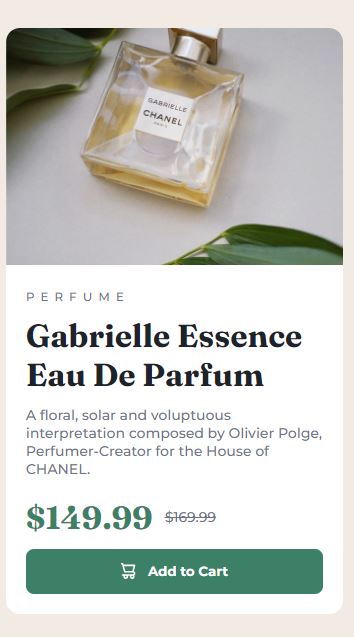 GABRIELLE
CHANEL
PARIS
PERFUME
Gabrielle Essence
Eau De Parfum
A floral, solar and voluptuous
interpretation composed by Olivier Polge,
Perfumer-Creator for the House of
CHANEL.
$149.99 $169.99
Add to Cart